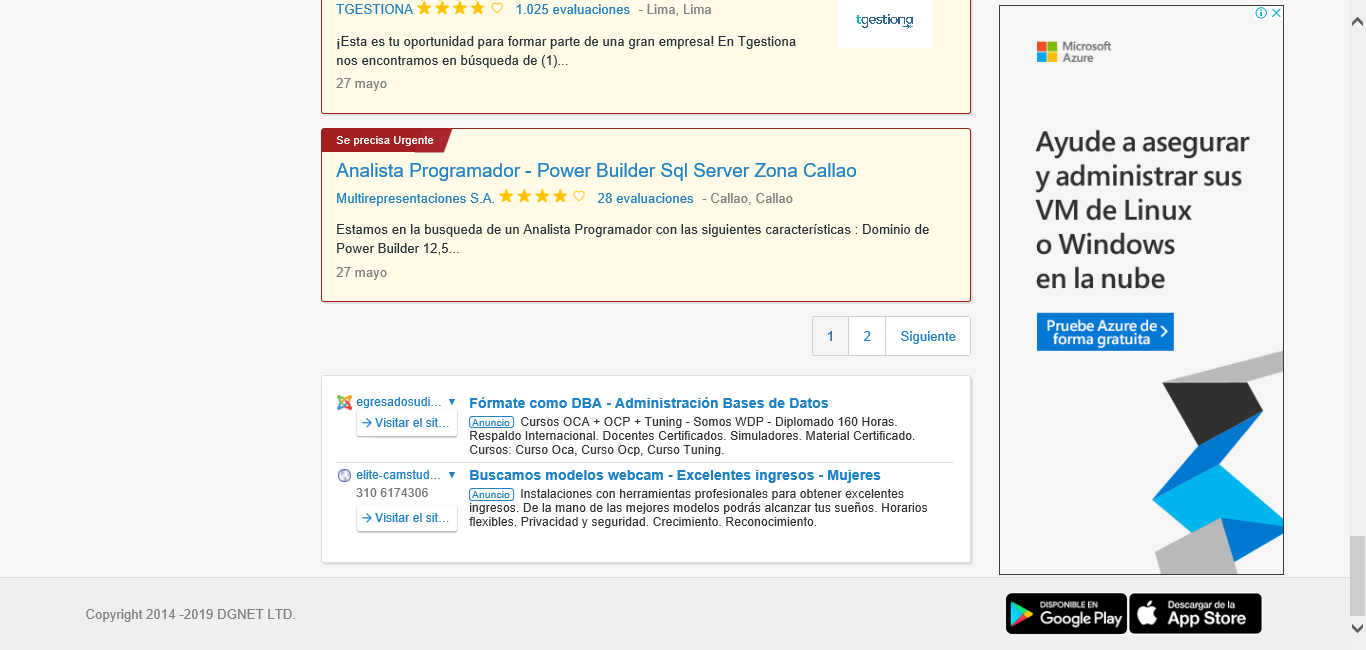 TGESTIONA 1.025 evaluaciones - Lima, Lima
tgestiona
¡Esta es tu oportunidad para formar parte de una gran empresa! En Tgestiona
nos encontramos en búsqueda de (1)...
27 mayo
Se precisa Urgente
Analista Programador - Power Builder Sql Server Zona Callao
Multirepresentaciones S.A. 28 evaluaciones - Callao, Callao
Estamos en la busqueda de un Analista Programador con las siguientes características : Dominio de
Power Builder 12,5...
27 mayo
1 2 Siguiente
egresadosudi...
Visitar el sit...
Fórmate como DBA - Administración Bases de Datos
Anuncio Cursos OCA + OCP + Tuning - Somos WDP - Diplomado 160 Horas.
Respaldo Internacional. Docentes Certificados. Simuladores. Material Certificado.
Cursos: Curso Oca, Curso Ocp, Curso Tuning.
elite-camstud...
310 6174306
Visitar el sit...
Buscamos modelos webcam - Excelentes ingresos - Mujeres
Anuncio Instalaciones con herramientas profesionales para obtener excelentes
ingresos. De la mano de las mejores modelos podrás alcanzar tus sueños. Horarios
flexibles. Privacidad y seguridad. Crecimiento. Reconocimiento.
Microsoft
Azure
Ayude a asegurar
y administrar sus
VM de Linux
o Windows
en la nube
Pruebe Azure de
forma gratuita
Copyright 2014 -2019 DGNET LTD.
DISPONIBLE EN
Google Play
Descargar de la
App Store